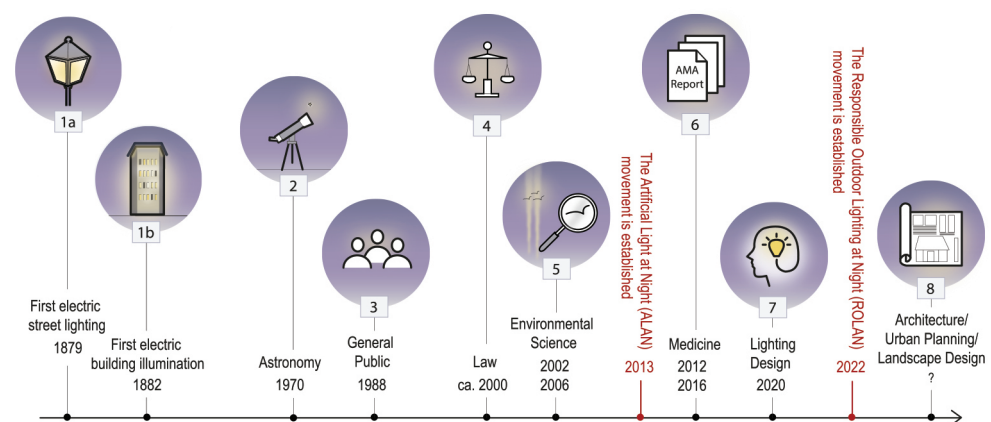 1a
First electric
street lighting
1879
1b
First electric
building illumination
1882
2
Astronomy
1970
3
General
Public
1988
4
Law
ca. 2000
5
Environmental
Science
2002
2006
The Artificial Light at Night (ALAN)
movement is established
2013
AMA
Report
6
Medicine
2012
2016
7
Lighting
Design
2020
The Responsible Outdoor Lighting at Night (ROLAN)
movement is established
2022
8
Architecture/
Urban Planning/
Landscape Design
?